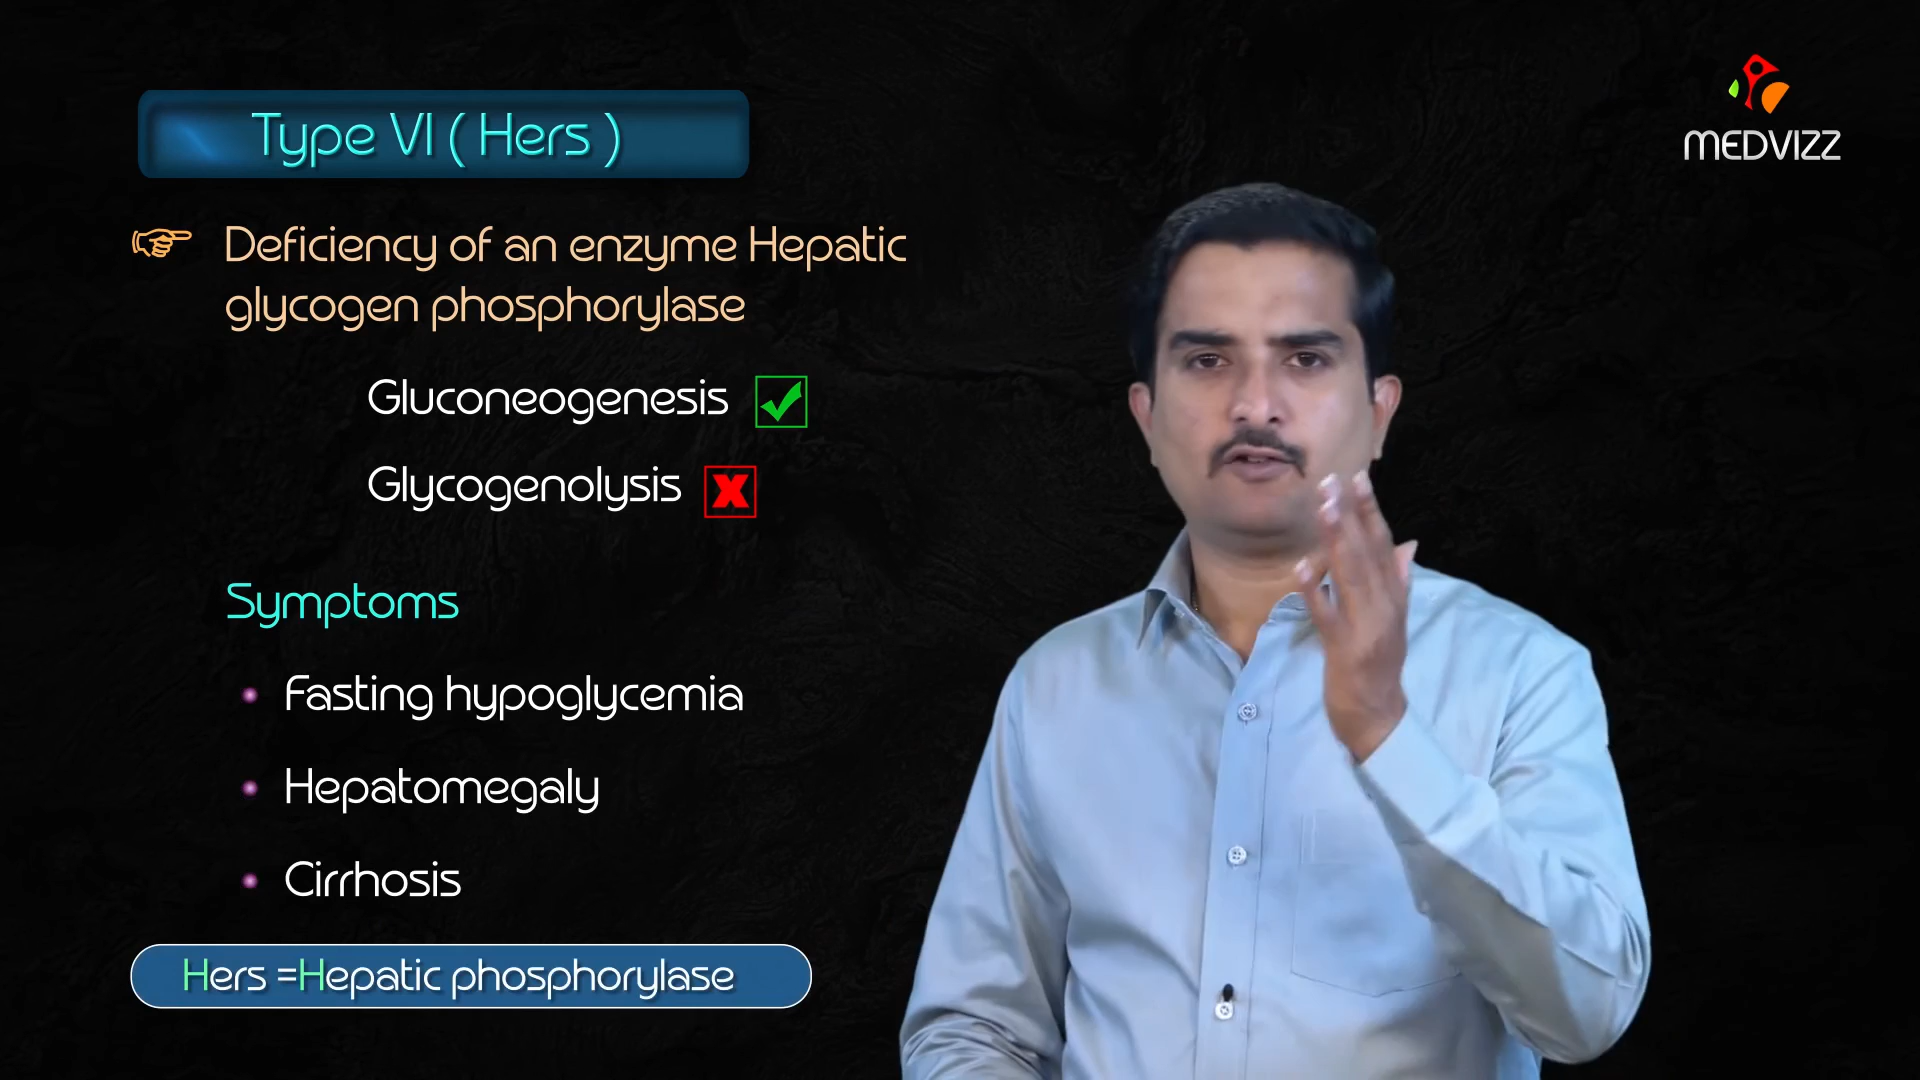 Type VI ( Hers )
MEDVIZZ
Deficiency of an enzyme Hepatic
glycogen phosphorylase
Gluconeogenesis
Glycogenolysis
Symptoms
Fasting hypoglycemia
Hepatomegaly
Cirrhosis
Hers =Hepatic phosphorylase